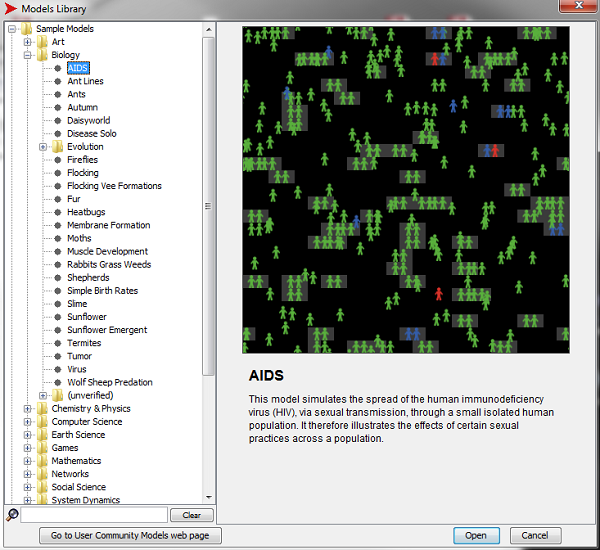 Models Library
Sample Models
Art
Biology
AIDS
Ant Lines
Ants
Autumn
Daisyworld
Disease Solo
Evolution
Fireflies
Flocking
Flocking Vee Formations
Fur
Heatbugs
Membrane Formation
Moths
Muscle Development
Rabbits Grass Weeds
Shepherds
Simple Birth Rates
Slime
Sunflower
Sunflower Emergent
Termites
Tumor
Virus
Wolf Sheep Predation
(unverified)
Chemistry & Physics
Computer Science
Earth Science
Games
Mathematics
Networks
Social Science
System Dynamics
Clear
Go to User Community Models web page
AIDS
This model simulates the spread of the human immunodeficiency
virus (HIV), via sexual transmission, through a small isolated human
population. It therefore illustrates the effects of certain sexual
practices across a population.
Open
Cancel